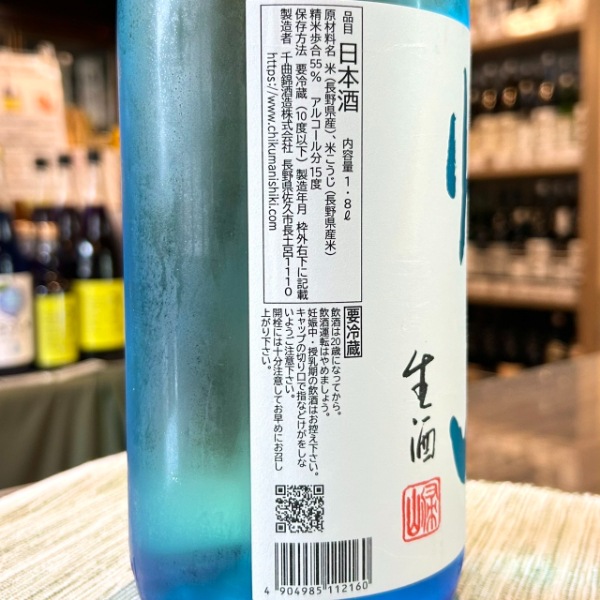 品目 日本酒 内容量 1.8ℓ
原材料名 米(長野県産)、米こうじ(長野県産米)
精米歩合55% アルコール分15度
保存方法 要冷蔵(10度以下) 製造年月 枠外右下に記載
製造者 千曲錦酒造株式会社 長野県佐久市長土呂1110
https://www.chikumanishiki.com
要冷蔵
飲酒は20歳になってから。
飲酒運転はやめましょう。
妊娠中・授乳期の飲酒はお控え下さい。
キャップの切り口で指などけがをしな
いようご注意下さい。
開栓には十分注意してお早めにお召し
上がり下さい。
生酒
帰山
4 904985 112160